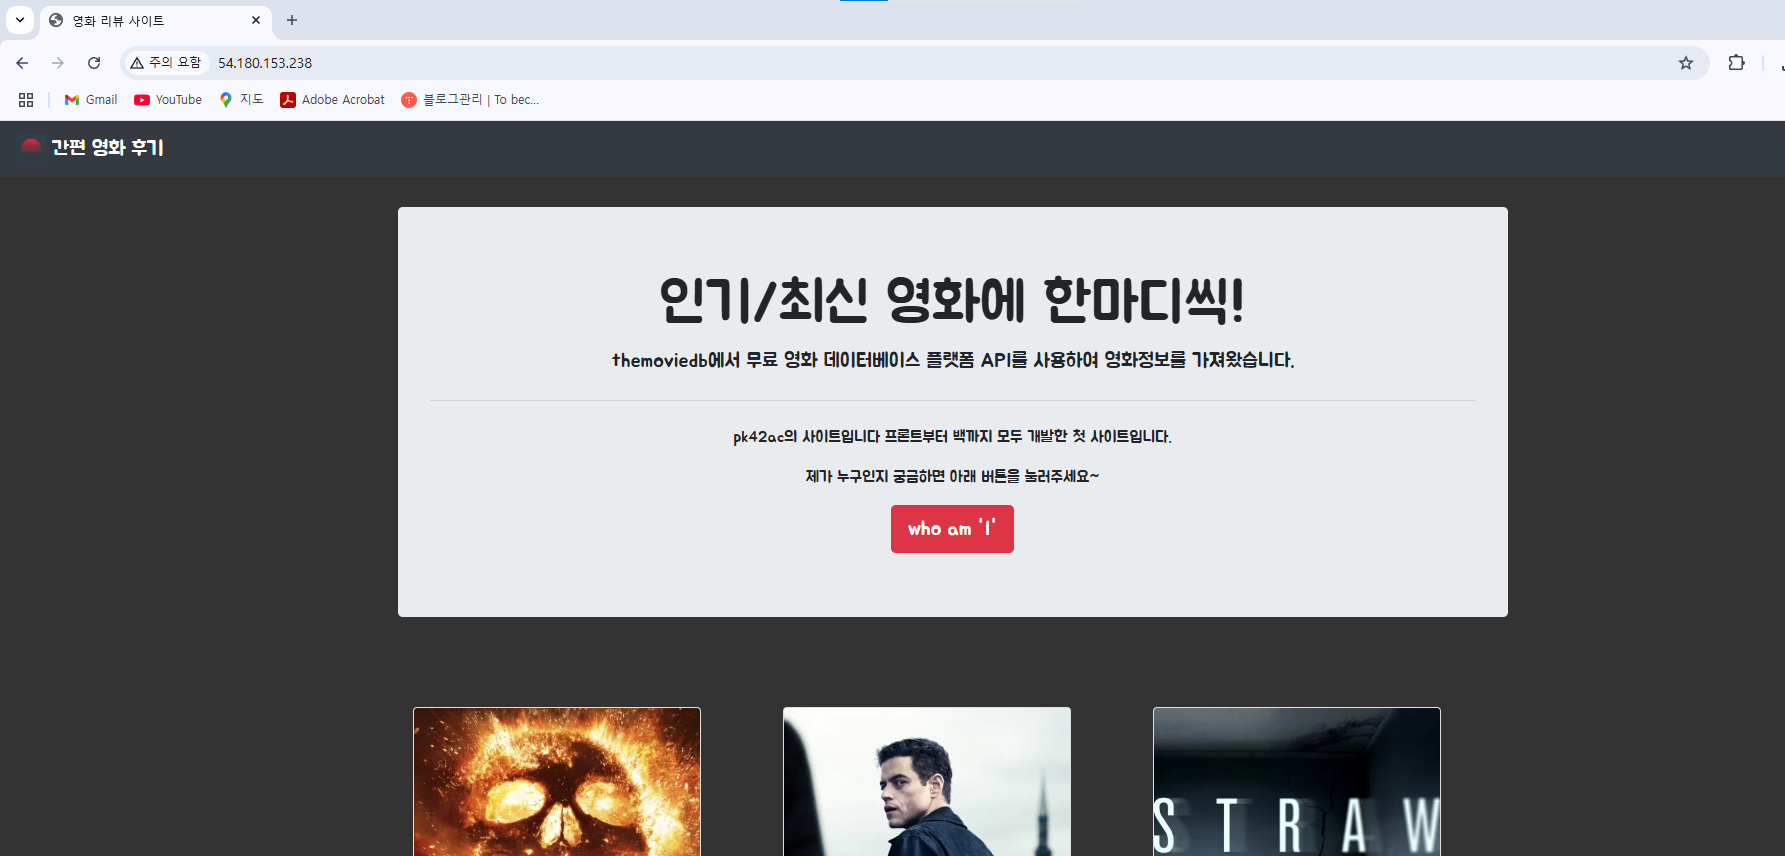 영화 리뷰 사이트
주의 요함
54.180.153.238
Gmail
YouTube
지도
Adobe Acrobat
블로그관리 | To bec...
간편 영화 후기
인기/최신 영화에 한마디씩!
themoviedb에서 무료 영화 데이터베이스 플랫폼 API를 사용하여 영화정보를 가져왔습니다.
pk42ac의 사이트입니다 프론트부터 백까지 모두 개발한 첫 사이트입니다.
제가 누구인지 궁금하면 아래 버튼을 눌러주세요~
who am 'I'
STRAW